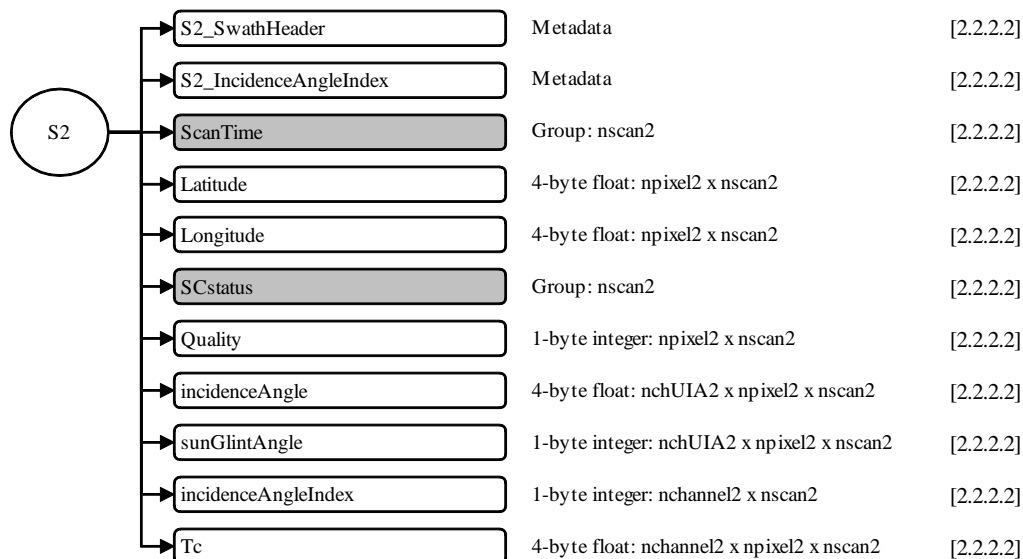 S2_SwathHeader Metadata [2.2.2.2]
S2_IncidenceAngleIndex Metadata [2.2.2.2]
S2 ScanTime Group: nscan2 [2.2.2.2]
Latitude 4-byte float: npixel2 x nscan2 [2.2.2.2]
Longitude 4-byte float: npixel2 x nscan2 [2.2.2.2]
SCstatus Group: nscan2 [2.2.2.2]
Quality 1-byte integer: npixel2 x nscan2 [2.2.2.2]
incidenceAngle 4-byte float: nchUIA2 x npixel2 x nscan2 [2.2.2.2]
sunGlintAngle 1-byte integer: nchUIA2 x npixel2 x nscan2 [2.2.2.2]
incidenceAngleIndex 1-byte integer: nchannel2 x nscan2 [2.2.2.2]
Tc 4-byte float: nchannel2 x npixel2 x nscan2 [2.2.2.2]